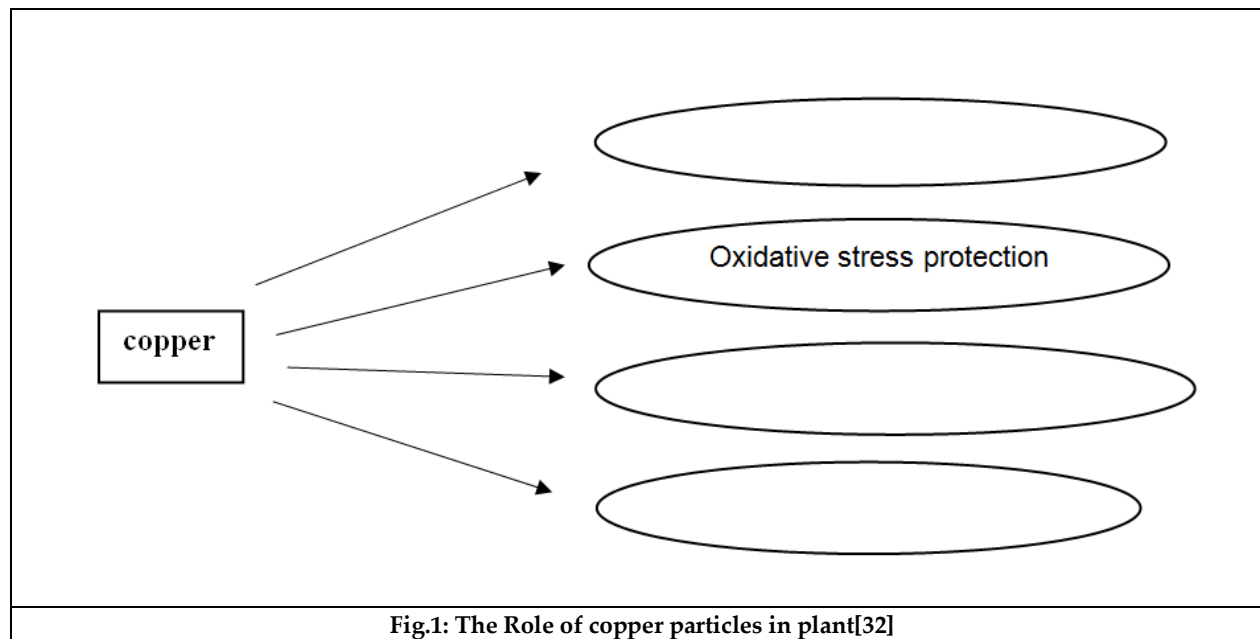 Oxidative stress protection
copper
Fig.1: The Role of copper particles in plant[32]